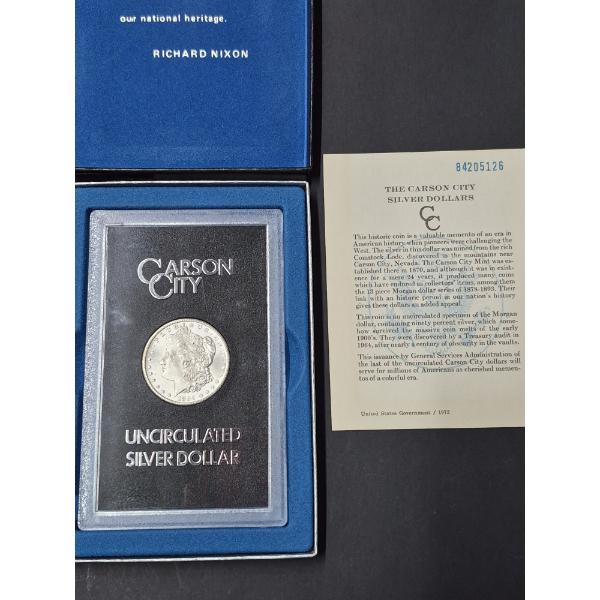 our national heritage.
RICHARD NIXON
CARSON
CITY
UNCIRCULATED
SILVER DOLLAR
84205126
THE CARSON CITY
SILVER DOLLARS
CC
This historic coin is a valuable memento of an era in
American history when pioneers were challenging the
West. The silver in this dollar was mined from the rich
Comstock Lode, discovered in the mountains near
Carson City, Nevada. The Carson City Mint was es-
tablished there in 1870, and although it was in exist-
ence for a mere 24 years, it produced many coins
which have endured as collectors' items, among them
the 13 piece Morgan dollar series of 1878-1893. Their
link with an historic period in our nation's history
gives these dollars an added appeal.
This coin is an uncirculated specimen of the Morgan
dollar, containing ninety percent silver, which some-
how survived the massive coin melts of the early
1900's. They were discovered by a Treasury audit in
1964, after nearly a century of obscurity in the vaults.
This issuance by General Services Administration of
the last of the uncirculated Carson City dollars will
serve for millions of Americans as cherished memen-
tos of a colorful era.
United States Government / 1972